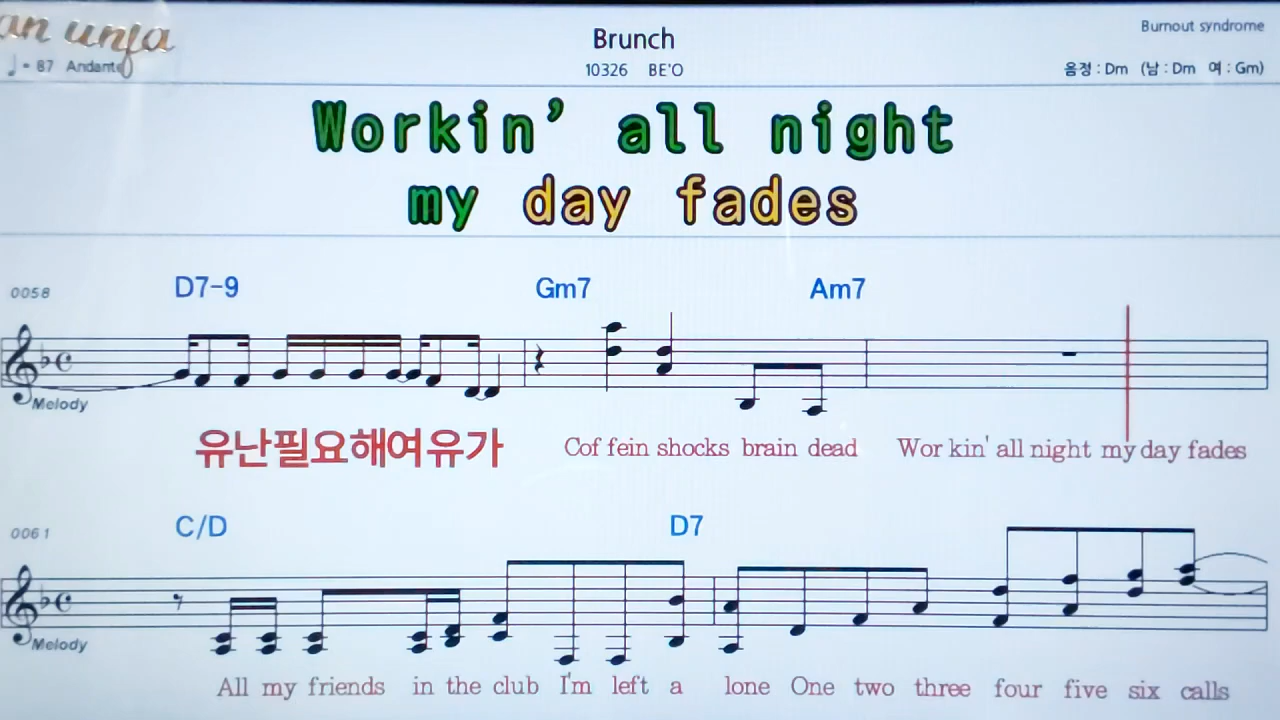 an unfa
Brunch
Burnout syndrome
♩= 87 Andante
10326 BE'O
음정 : Dm (남 : Dm 여 : Gm)
Workin' all night
my day fades
0058
D7-9 Gm7 Am7
Melody
유난필요해여유가 Cof fein shocks brain dead Wor kin' all night my day fades
0061
C/D D7
Melody
All my friends in the club I'm left a lone One two three four five six calls